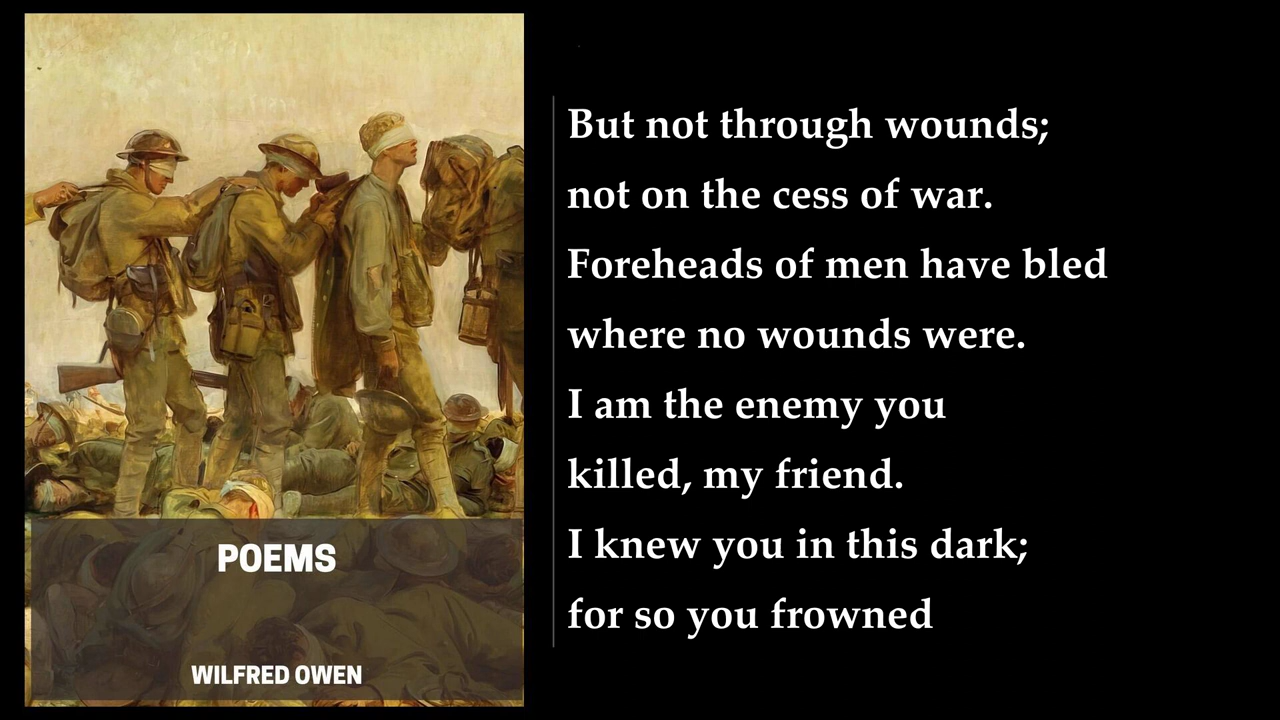 POEMS
WILFRED OWEN
But not through wounds;
not on the cess of war.
Foreheads of men have bled
where no wounds were.
I am the enemy you
killed, my friend.
I knew you in this dark;
for so you frowned